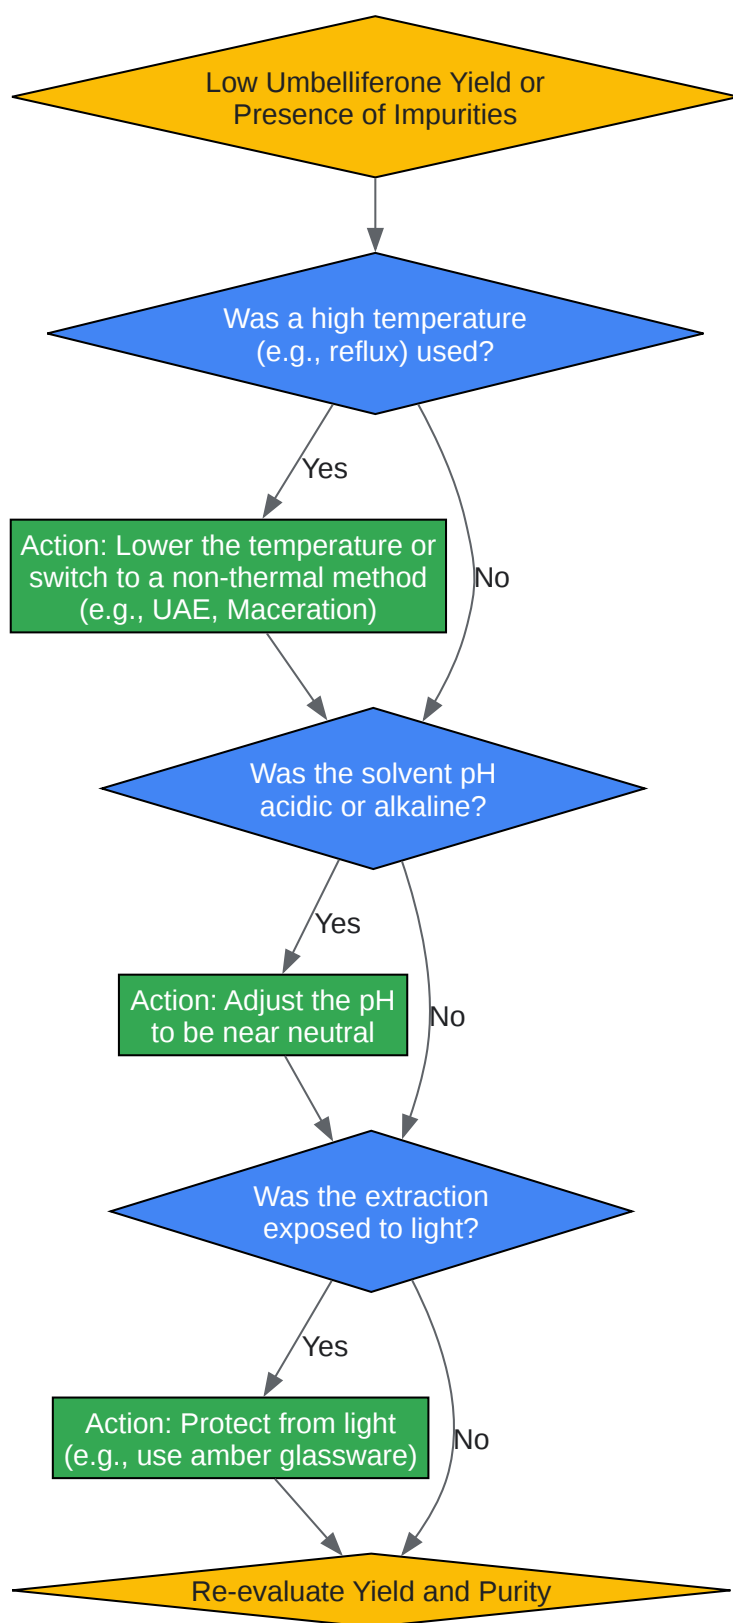 Low Umbelliferone Yield or
Presence of Impurities
Was a high temperature
(e.g., reflux) used?
Yes
Action: Lower the temperature or
switch to a non-thermal method
(e.g., UAE, Maceration)
No
Was the solvent pH
acidic or alkaline?
Yes
Action: Adjust the pH
to be near neutral
No
Was the extraction
exposed to light?
Yes
Action: Protect from light
(e.g., use amber glassware)
No
Re-evaluate Yield and Purity